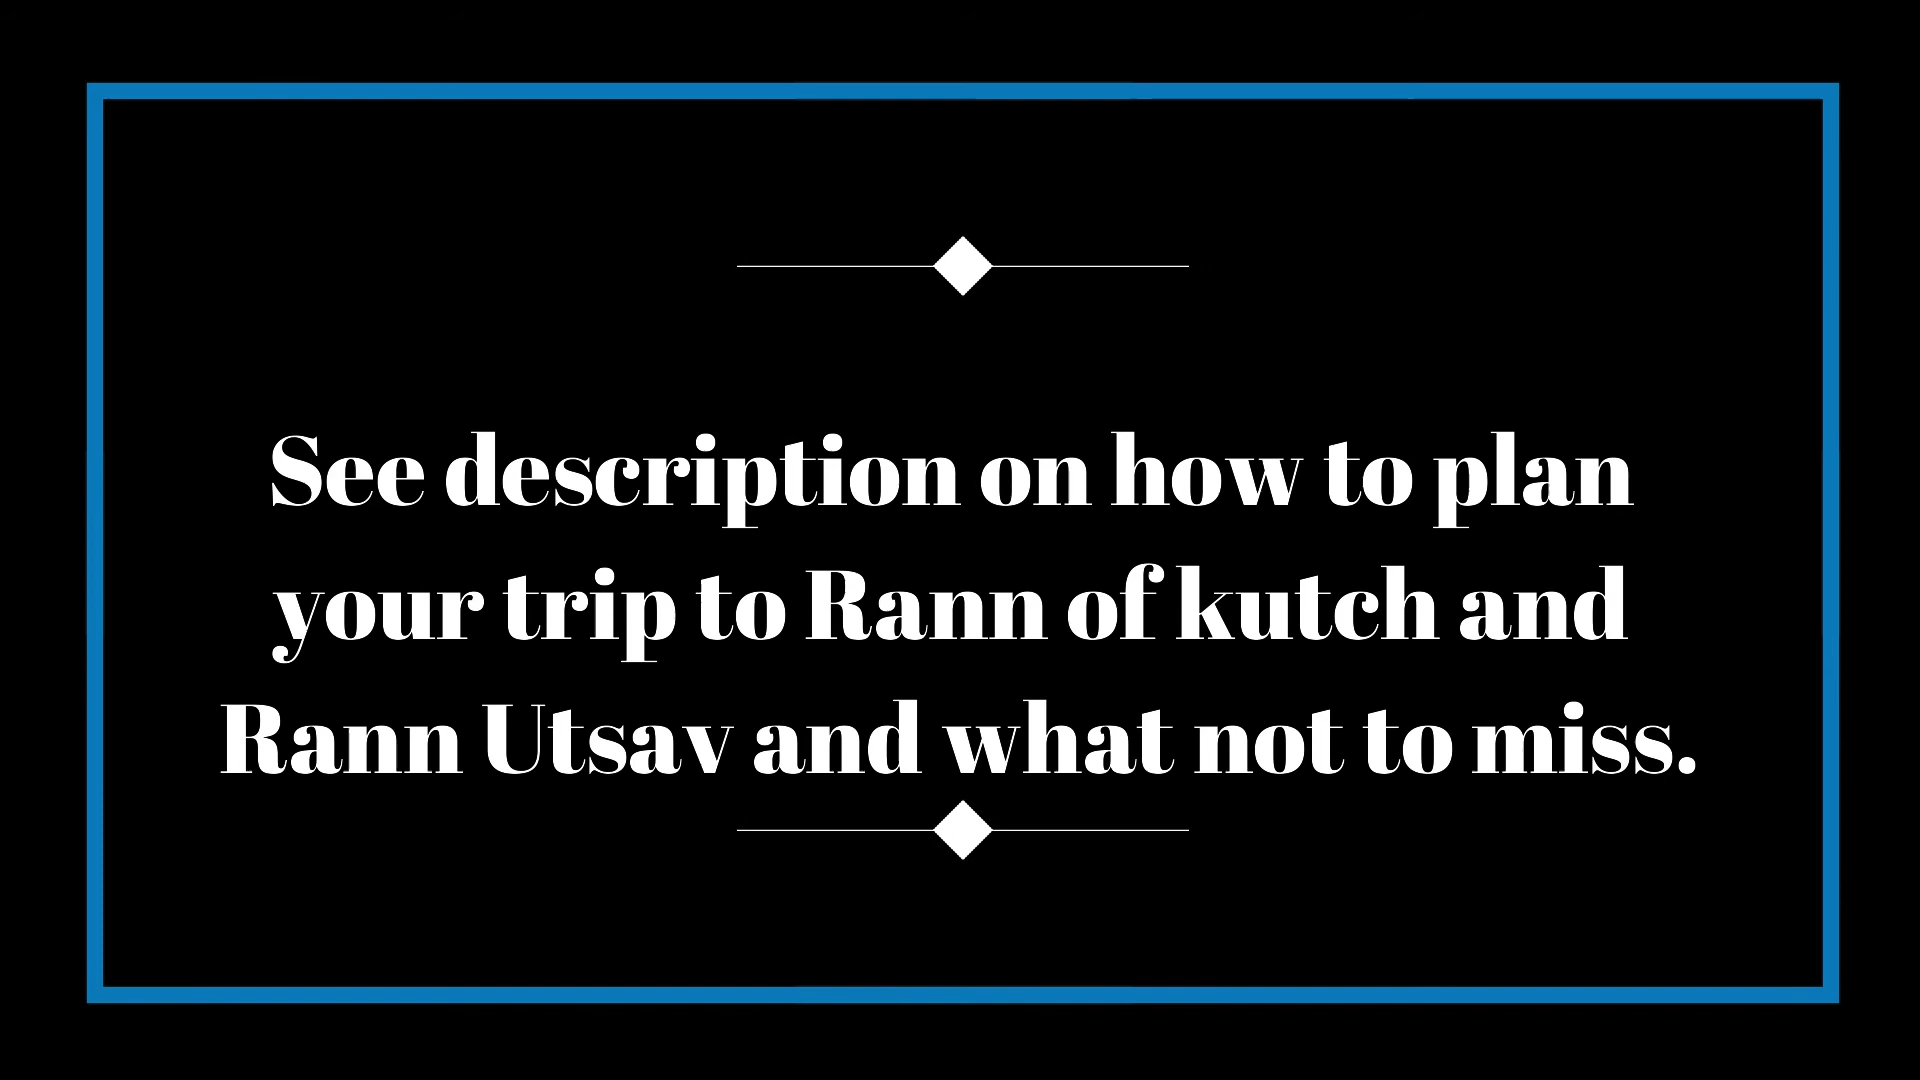 See description on how to plan
your trip to Rann of kutch and
Rann Utsav and what not to miss.